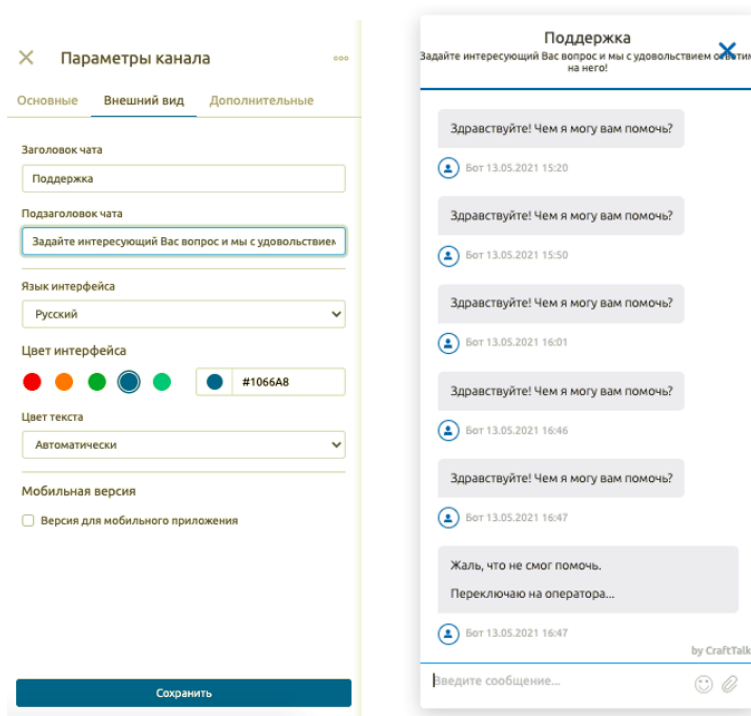 Параметры канала
Основные Внешний вид Дополнительные
Заголовок чата
Поддержка
Подзаголовок чата
Задайте интересующий Вас вопрос и мы с удовольствием
Язык интерфейса
Русский
Цвет интерфейса
#1066A8
Цвет текста
Автоматически
Мобильная версия
Версия для мобильного приложения
Сохранить
Поддержка
Задайте интересующий Вас вопрос и мы с удовольствием ответим
на него!
Здравствуйте! Чем я могу вам помочь?
Бот 13.05.2021 15:20
Здравствуйте! Чем я могу вам помочь?
Бот 13.05.2021 15:50
Здравствуйте! Чем я могу вам помочь?
Бот 13.05.2021 16:01
Здравствуйте! Чем я могу вам помочь?
Бот 13.05.2021 16:46
Здравствуйте! Чем я могу вам помочь?
Бот 13.05.2021 16:47
Жаль, что не смог помочь.
Переключаю на оператора...
Бот 13.05.2021 16:47
by CraftTalk
Введите сообщение...